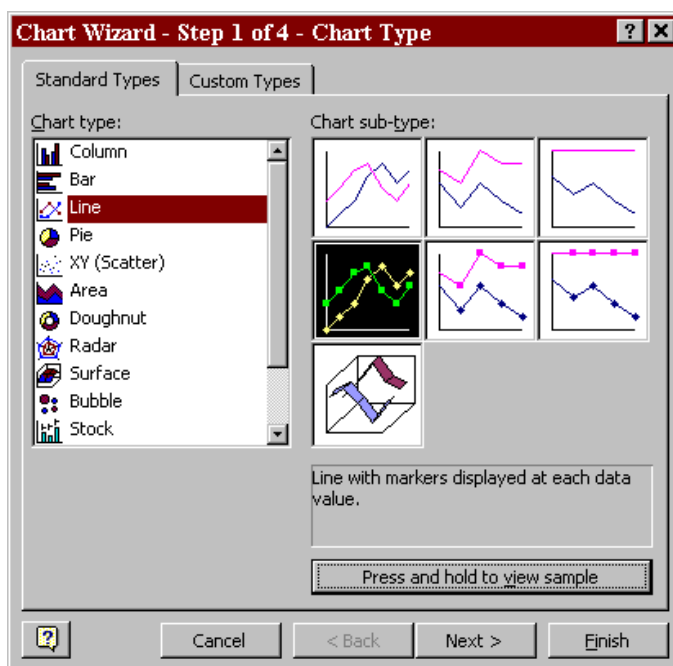 Chart Wizard - Step 1 of 4 - Chart Type
Standard Types
Custom Types
Chart type:
Column
Bar
Line
Pie
XY (Scatter)
Area
Doughnut
Radar
Surface
Bubble
Stock
Chart sub-type:
Line with markers displayed at each data
value.
Press and hold to view sample
Cancel
< Back
Next >
Finish